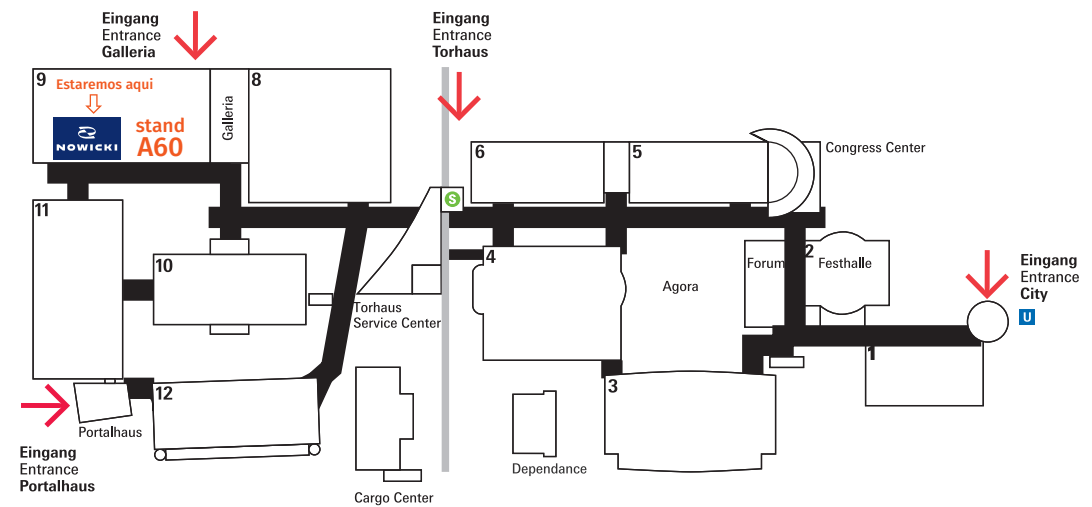 Eingang
Entrance
Galleria
Eingang
Entrance
Torhaus
9
Estaremos aqui
NOWICKI
stand
A60
Galleria
8
6
5
Congress Center
S
11
10
4
Agora
Forum
2
Festhalle
Eingang
Entrance
City
U
Torhaus
Service Center
1
12
3
Portalhaus
Eingang
Entrance
Portalhaus
Cargo Center
Dependance